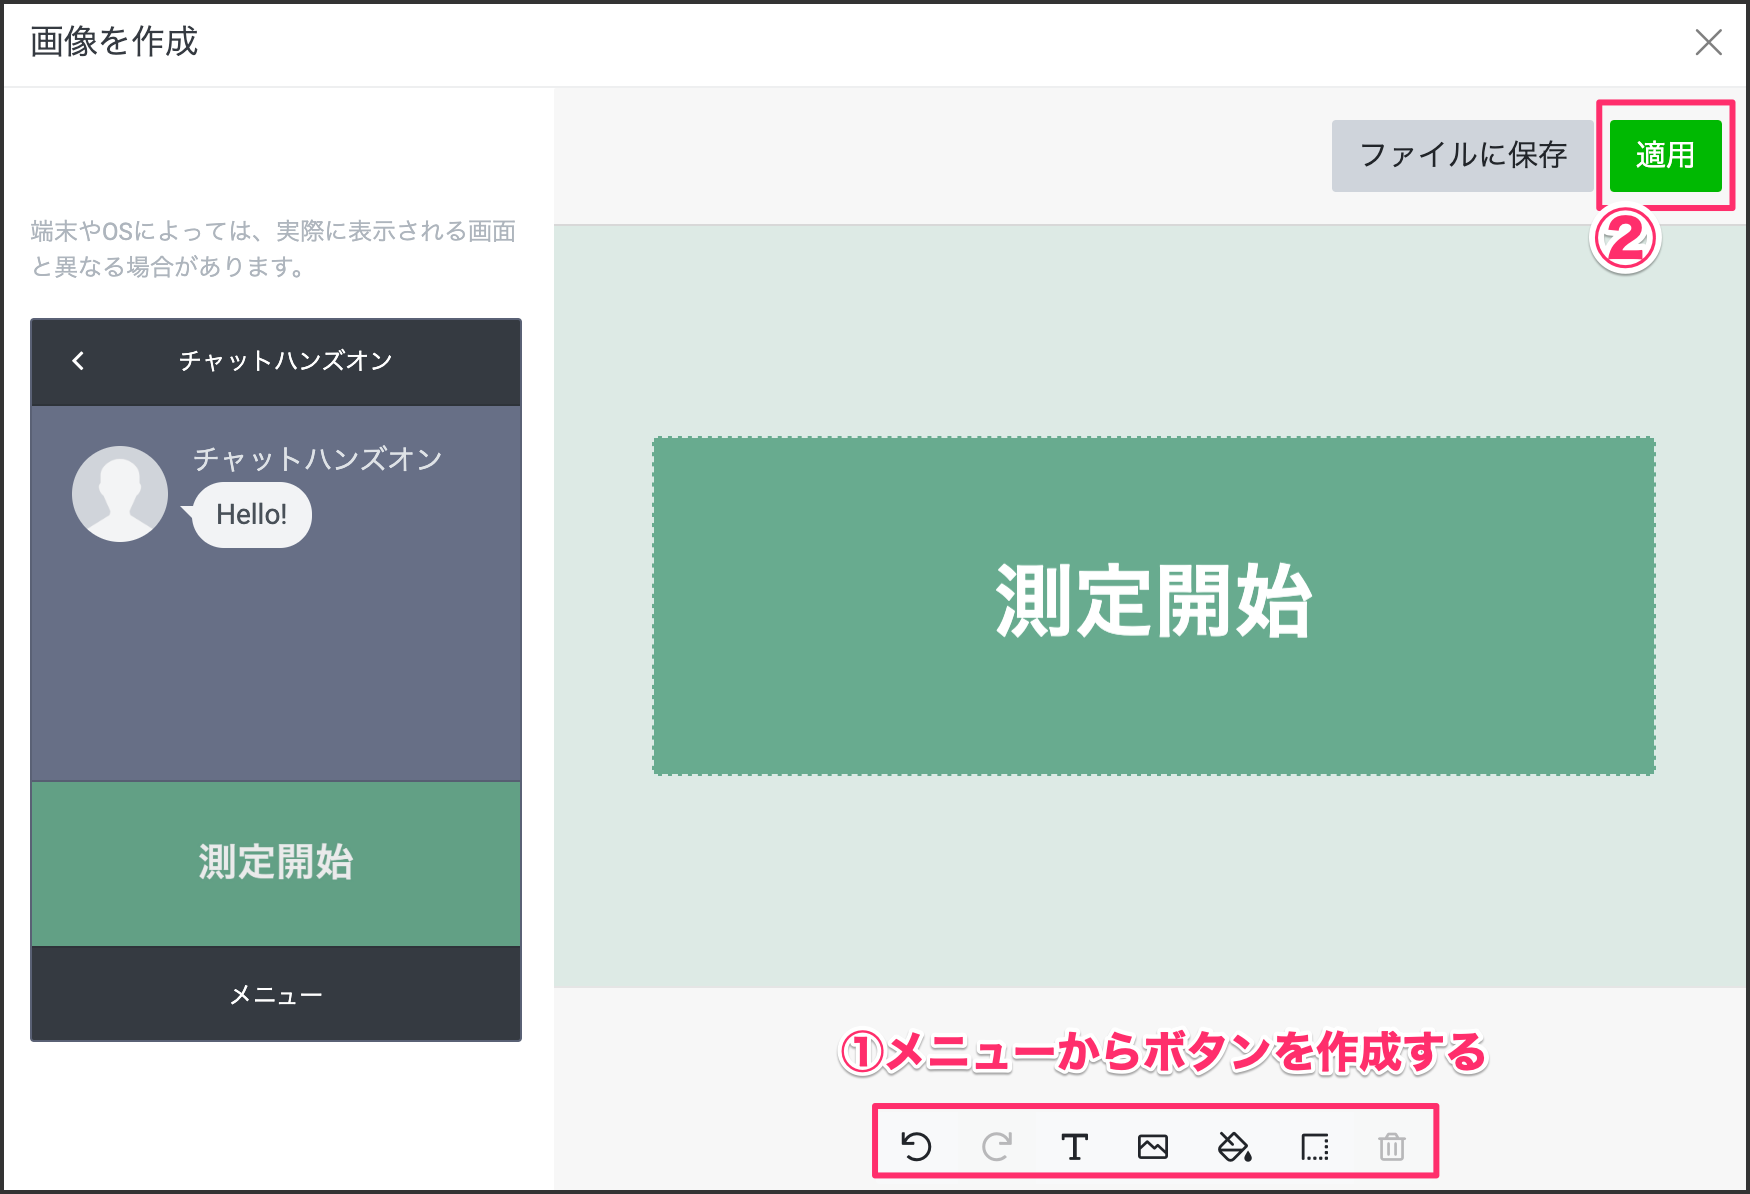 画像を作成
ファイルに保存
適用
②
端末やOSによっては、実際に表示される画面
と異なる場合があります。
チャットハンズオン
チャットハンズオン
Hello!
測定開始
メニュー
測定開始
①メニューからボタンを作成する